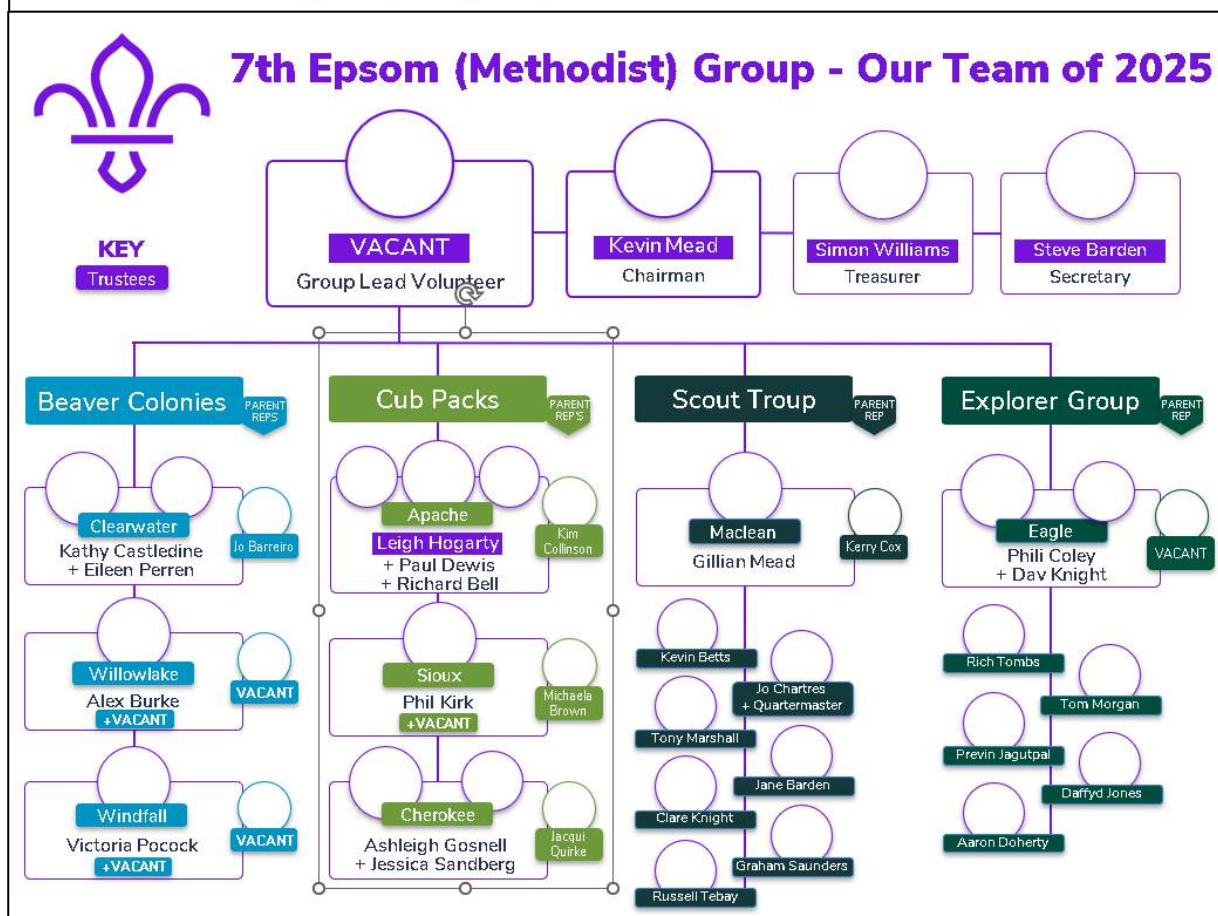 7th Epsom (Methodist) Group - Our Team of 2025
KEY
Trustees
VACANT
Group Lead Volunteer
Kevin Mead
Chairman
Simon Williams
Treasurer
Steve Barden
Secretary
Beaver Colonies
PARENT
REPS
Clearwater
Kathy Castledine
+ Eileen Perren
Jo Barreiro
Willowlake
Alex Burke
+VACANT
VACANT
Windfall
Victoria Pocock
+VACANT
VACANT
Cub Packs
PARENT
REP'S
Apache
Leigh Hogarty
+ Paul Dewis
+ Richard Bell
Kim
Collinson
Sioux
Phil Kirk
+VACANT
Michaela
Brown
Cherokee
Ashleigh Gosnell
+ Jessica Sandberg
Jacqui
Quirke
Scout Troup
PARENT
REP
Maclean
Gillian Mead
Kerry Cox
Kevin Betts
Jo Chartres
+ Quartermaster
Tony Marshall
Jane Barden
Clare Knight
Graham Saunders
Russell Tebay
Explorer Group
PARENT
REP
Eagle
Phili Coley
+ Dav Knight
VACANT
Rich Tombs
Tom Morgan
Previn Jagutpal
Daffyd Jones
Aaron Doherty